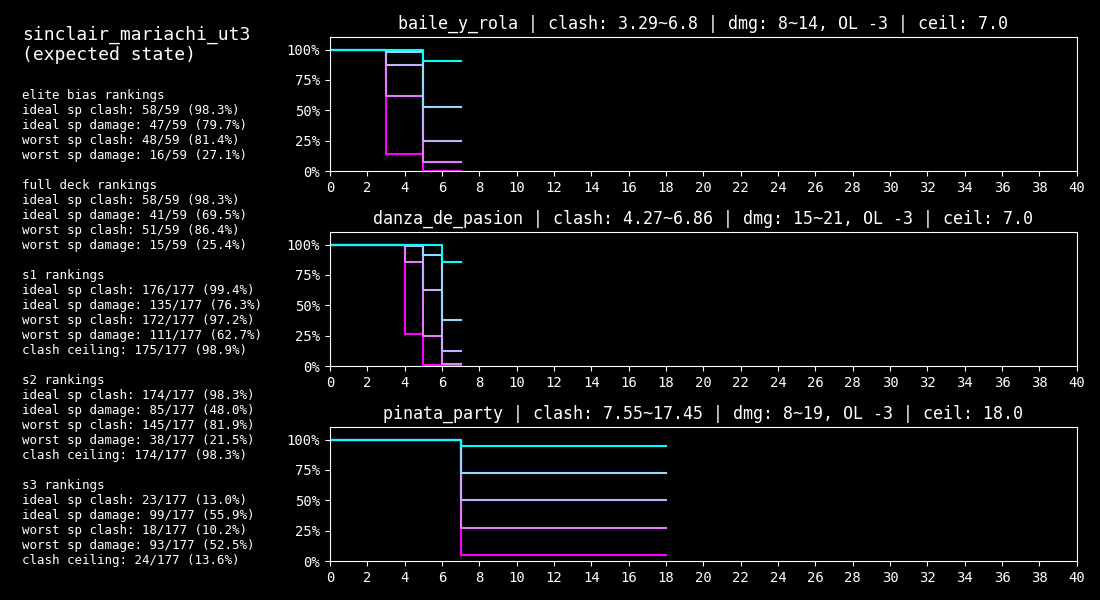 sinclair_mariachi_ut3
(expected state)
elite bias rankings
ideal sp clash: 58/59 (98.3%)
ideal sp damage: 47/59 (79.7%)
worst sp clash: 48/59 (81.4%)
worst sp damage: 16/59 (27.1%)
full deck rankings
ideal sp clash: 58/59 (98.3%)
ideal sp damage: 41/59 (69.5%)
worst sp clash: 51/59 (86.4%)
worst sp damage: 15/59 (25.4%)
s1 rankings
ideal sp clash: 176/177 (99.4%)
ideal sp damage: 135/177 (76.3%)
worst sp clash: 172/177 (97.2%)
worst sp damage: 111/177 (62.7%)
clash ceiling: 175/177 (98.9%)
s2 rankings
ideal sp clash: 174/177 (98.3%)
ideal sp damage: 85/177 (48.0%)
worst sp clash: 145/177 (81.9%)
worst sp damage: 38/177 (21.5%)
clash ceiling: 174/177 (98.3%)
s3 rankings
ideal sp clash: 23/177 (13.0%)
ideal sp damage: 99/177 (55.9%)
worst sp clash: 18/177 (10.2%)
worst sp damage: 93/177 (52.5%)
clash ceiling: 24/177 (13.6%)
baile_y_rola | clash: 3.29~6.8 | dmg: 8~14, OL -3 | ceil: 7.0
100%
75%
50%
25%
0%
0 2 4 6 8 10 12 14 16 18 20 22 24 26 28 30 32 34 36 38 40
danza_de_pasion | clash: 4.27~6.86 | dmg: 15~21, OL -3 | ceil: 7.0
100%
75%
50%
25%
0%
0 2 4 6 8 10 12 14 16 18 20 22 24 26 28 30 32 34 36 38 40
pinata_party | clash: 7.55~17.45 | dmg: 8~19, OL -3 | ceil: 18.0
100%
75%
50%
25%
0%
0 2 4 6 8 10 12 14 16 18 20 22 24 26 28 30 32 34 36 38 40